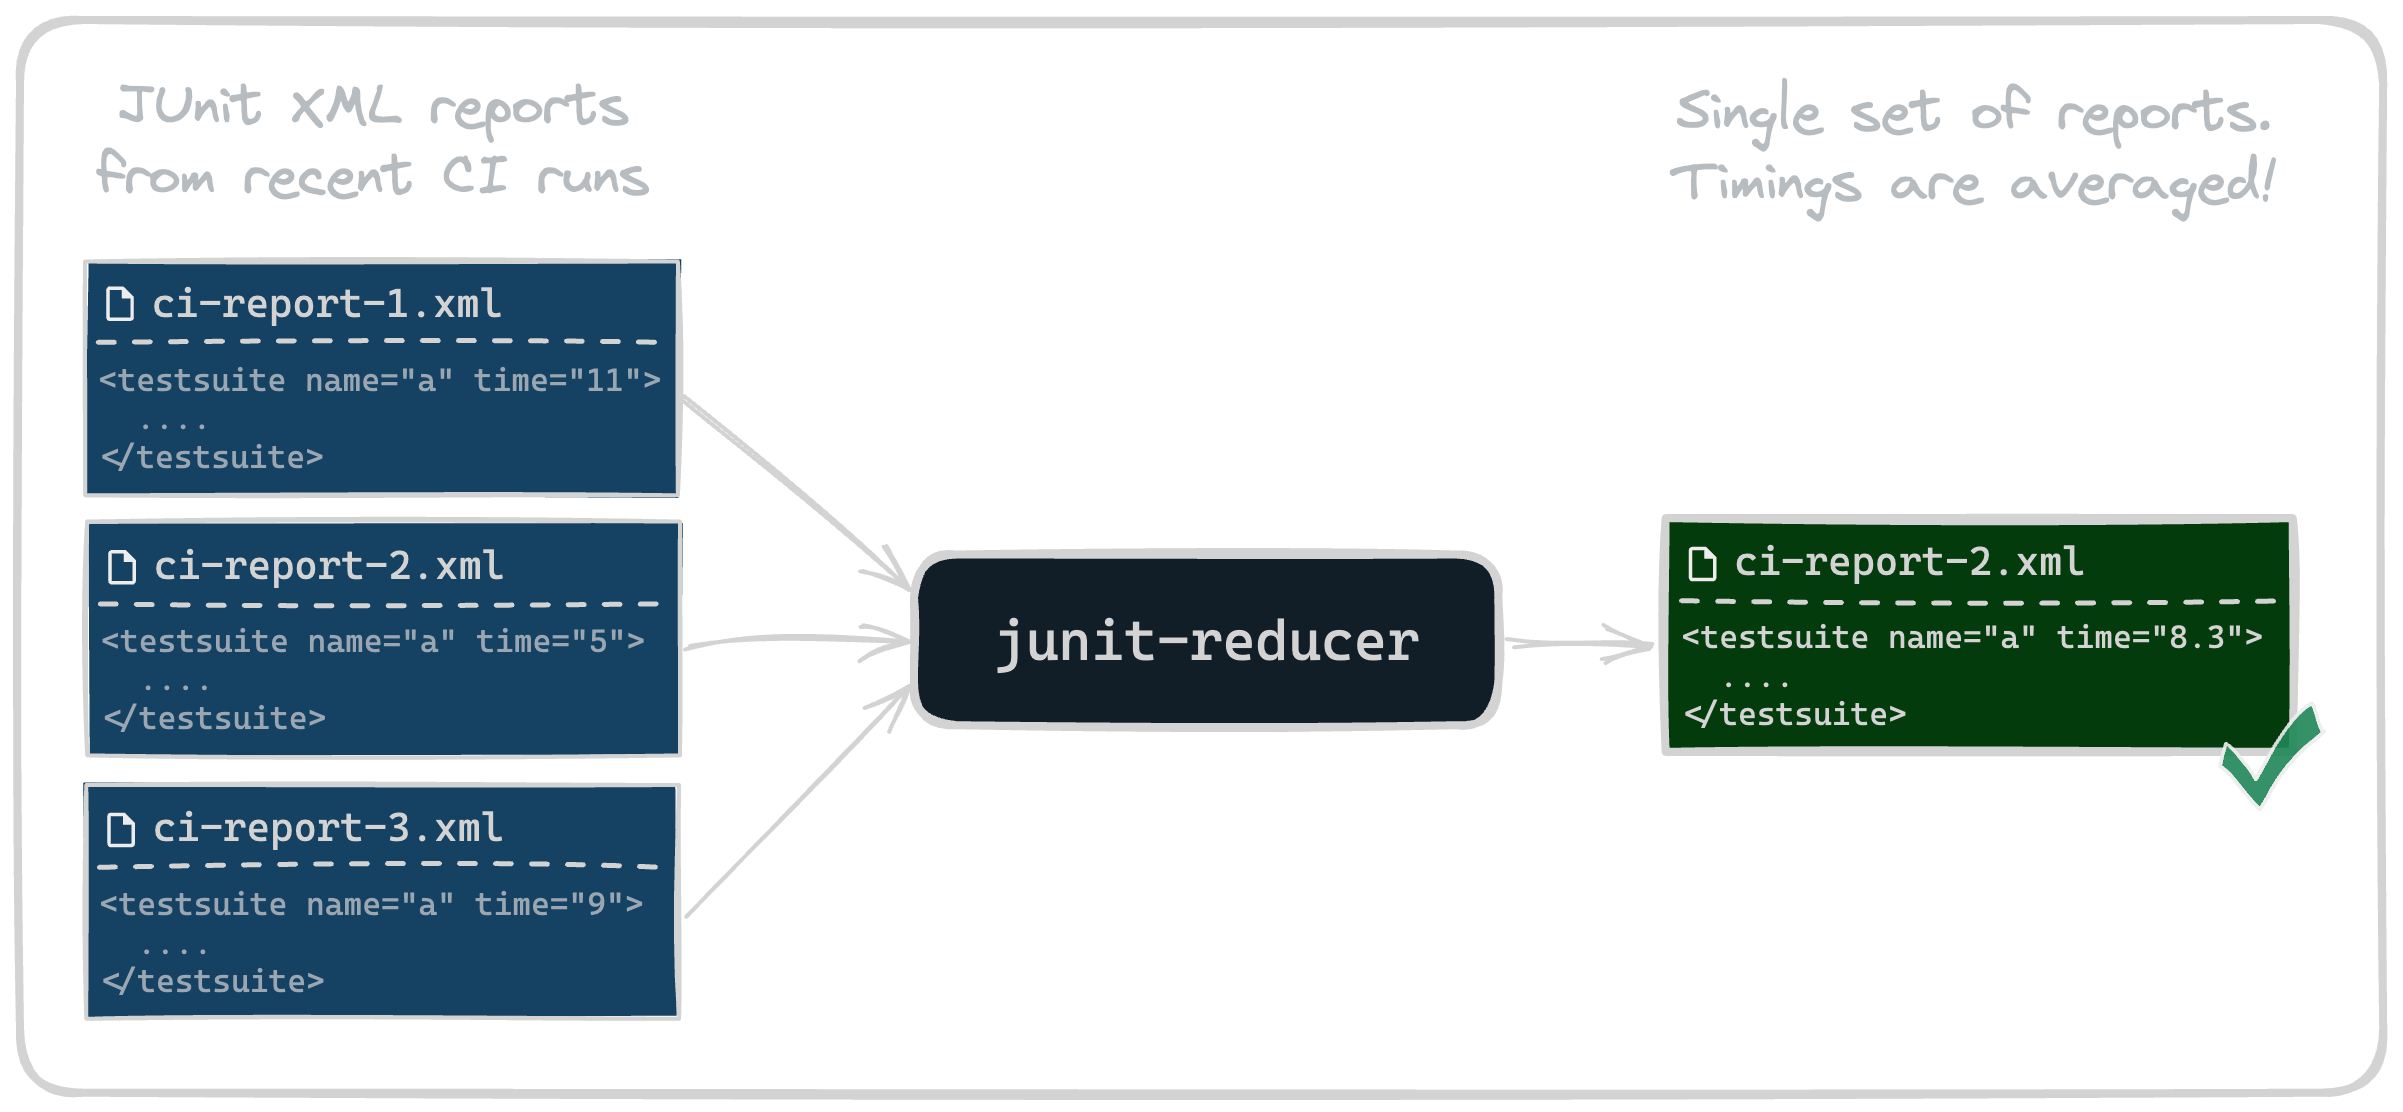 JUnit XML reports
from recent CI runs
ci-report-1.xml
<testsuite name="a" time="11">
....
</testsuite>
ci-report-2.xml
<testsuite name="a" time="5">
....
</testsuite>
ci-report-3.xml
<testsuite name="a" time="9">
....
</testsuite>
junit-reducer
Single set of reports.
Timings are averaged!
ci-report-2.xml
<testsuite name="a" time="8.3">
....
</testsuite>